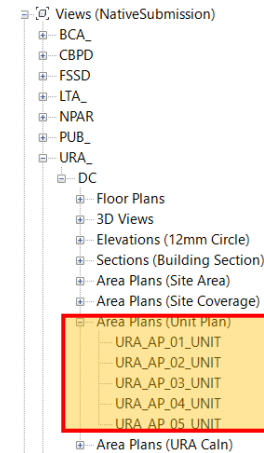 Views (NativeSubmission)
BCA_
CBPD
FSSD
LTA_
NPAR
PUB_
URA_
DC
Floor Plans
3D Views
Elevations (12mm Circle)
Sections (Building Section)
Area Plans (Site Area)
Area Plans (Site Coverage)
Area Plans (Unit Plan)
URA_AP_01_UNIT
URA_AP_02_UNIT
URA_AP_03_UNIT
URA_AP_04_UNIT
URA_AP_05_UNIT
Area Plans (URA Caln)